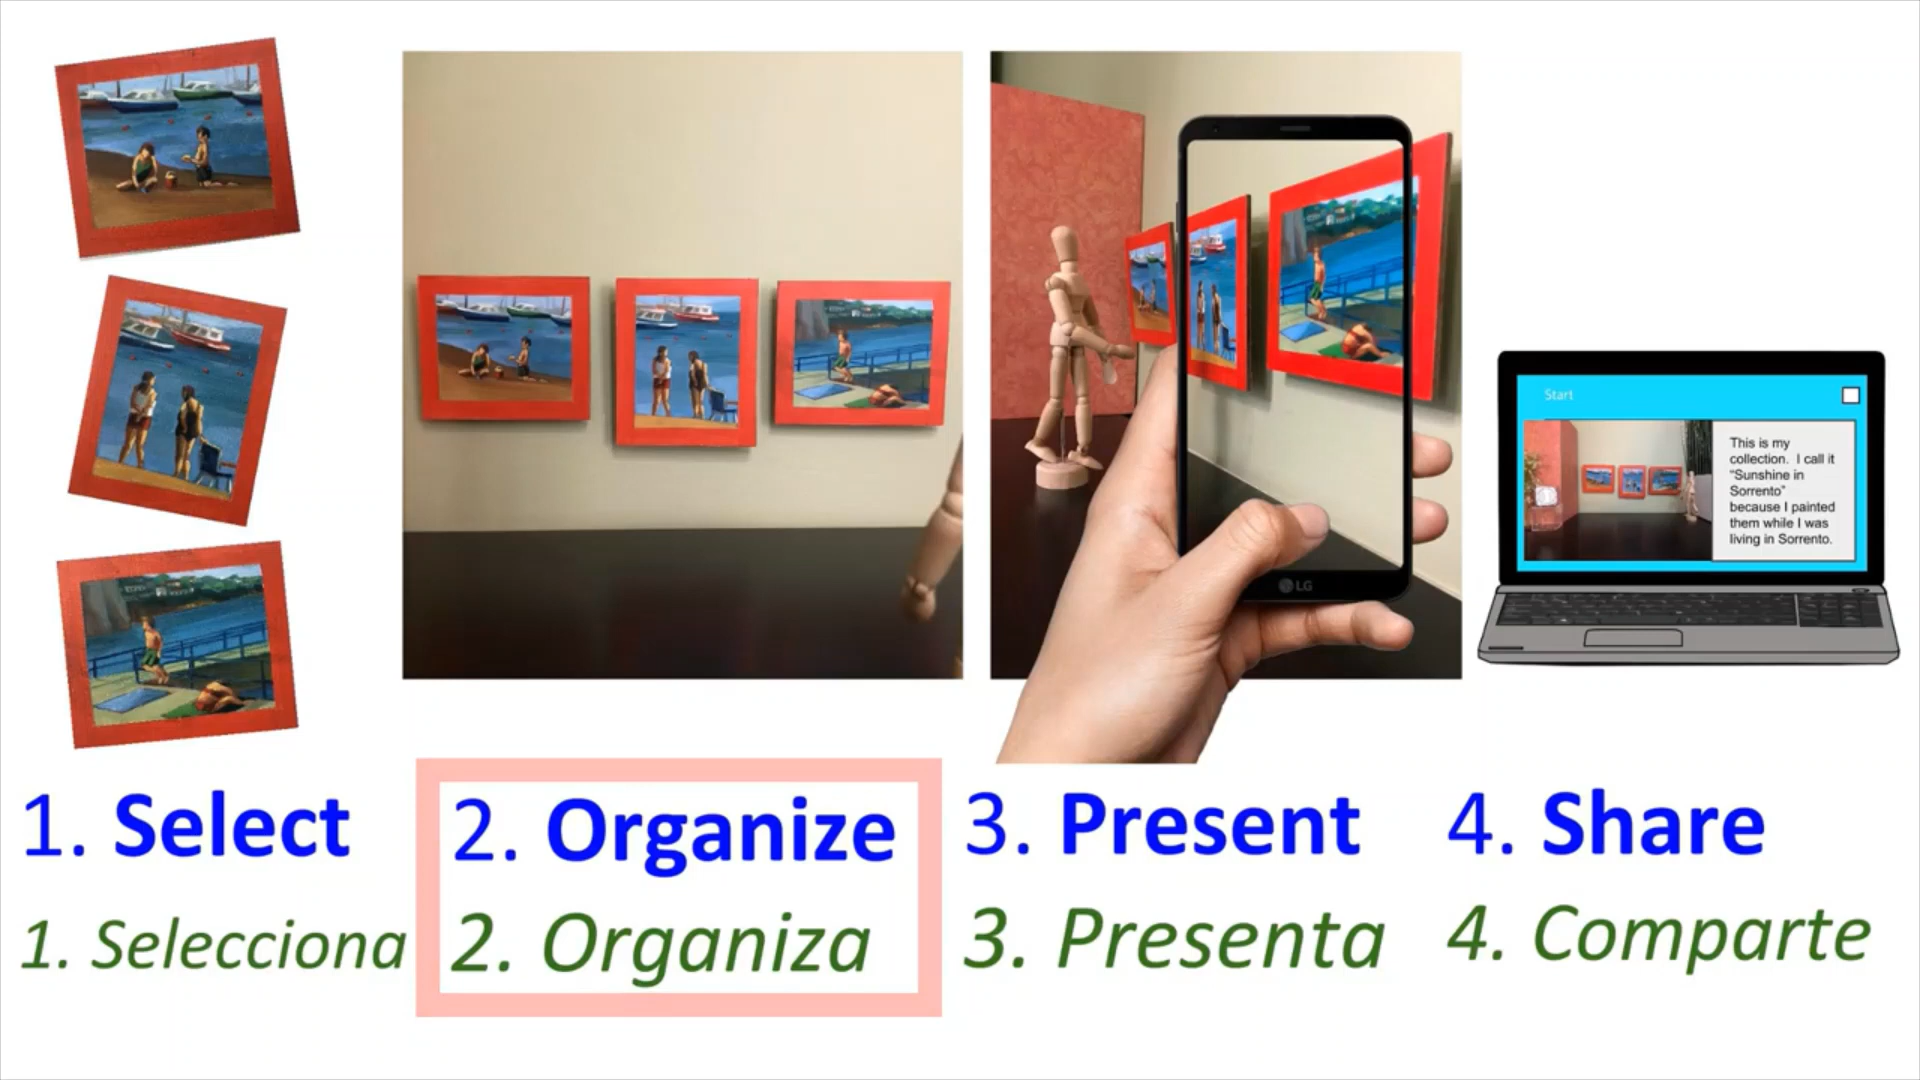 Start
This is my
collection. I call it
"Sunshine in
Sorrento"
because I painted
them while I was
living in Sorrento.
LG
1. Select
2. Organize
3. Present
4. Share
1. Selecciona
2. Organiza
3. Presenta
4. Comparte